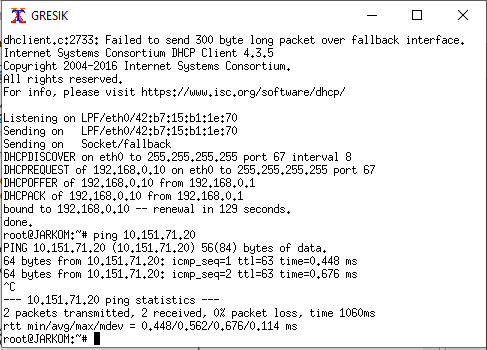 GRESIK
dhclient.c:2733: Failed to send 300 byte long packet over fallback interface.
Internet Systems Consortium DHCP Client 4.3.5
Copyright 2004-2016 Internet Systems Consortium.
All rights reserved.
For info, please visit https://www.isc.org/software/dhcp/

Listening on LPF/eth0/42:b7:15:b1:1e:70
Sending on   LPF/eth0/42:b7:15:b1:1e:70
Sending on   Socket/fallback
DHCPDISCOVER on eth0 to 255.255.255.255 port 67 interval 8
DHCPREQUEST of 192.168.0.10 on eth0 to 255.255.255.255 port 67
DHCPOFFER of 192.168.0.10 from 192.168.0.1
DHCPACK of 192.168.0.10 from 192.168.0.1
bound to 192.168.0.10 -- renewal in 129 seconds.
done.
root@JARKOM:~# ping 10.151.71.20
PING 10.151.71.20 (10.151.71.20) 56(84) bytes of data.
64 bytes from 10.151.71.20: icmp_seq=1 ttl=63 time=0.448 ms
64 bytes from 10.151.71.20: icmp_seq=2 ttl=63 time=0.676 ms
^C
--- 10.151.71.20 ping statistics ---
2 packets transmitted, 2 received, 0% packet loss, time 1060ms
rtt min/avg/max/mdev = 0.448/0.562/0.676/0.114 ms
root@JARKOM:~#